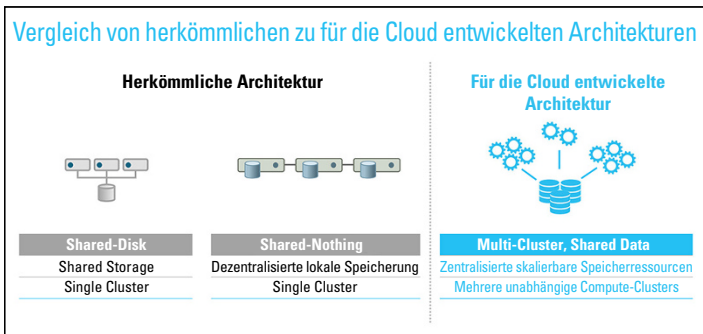 Vergleich von herkömmlichen zu für die Cloud entwickelten Architekturen
Herkömmliche Architektur
Shared-Disk
Shared Storage
Single Cluster
Shared-Nothing
Dezentralisierte lokale Speicherung
Single Cluster
Für die Cloud entwickelte
Architektur
Multi-Cluster, Shared Data
Zentralisierte skalierbare Speicherressourcen
Mehrere unabhängige Compute-Clusters